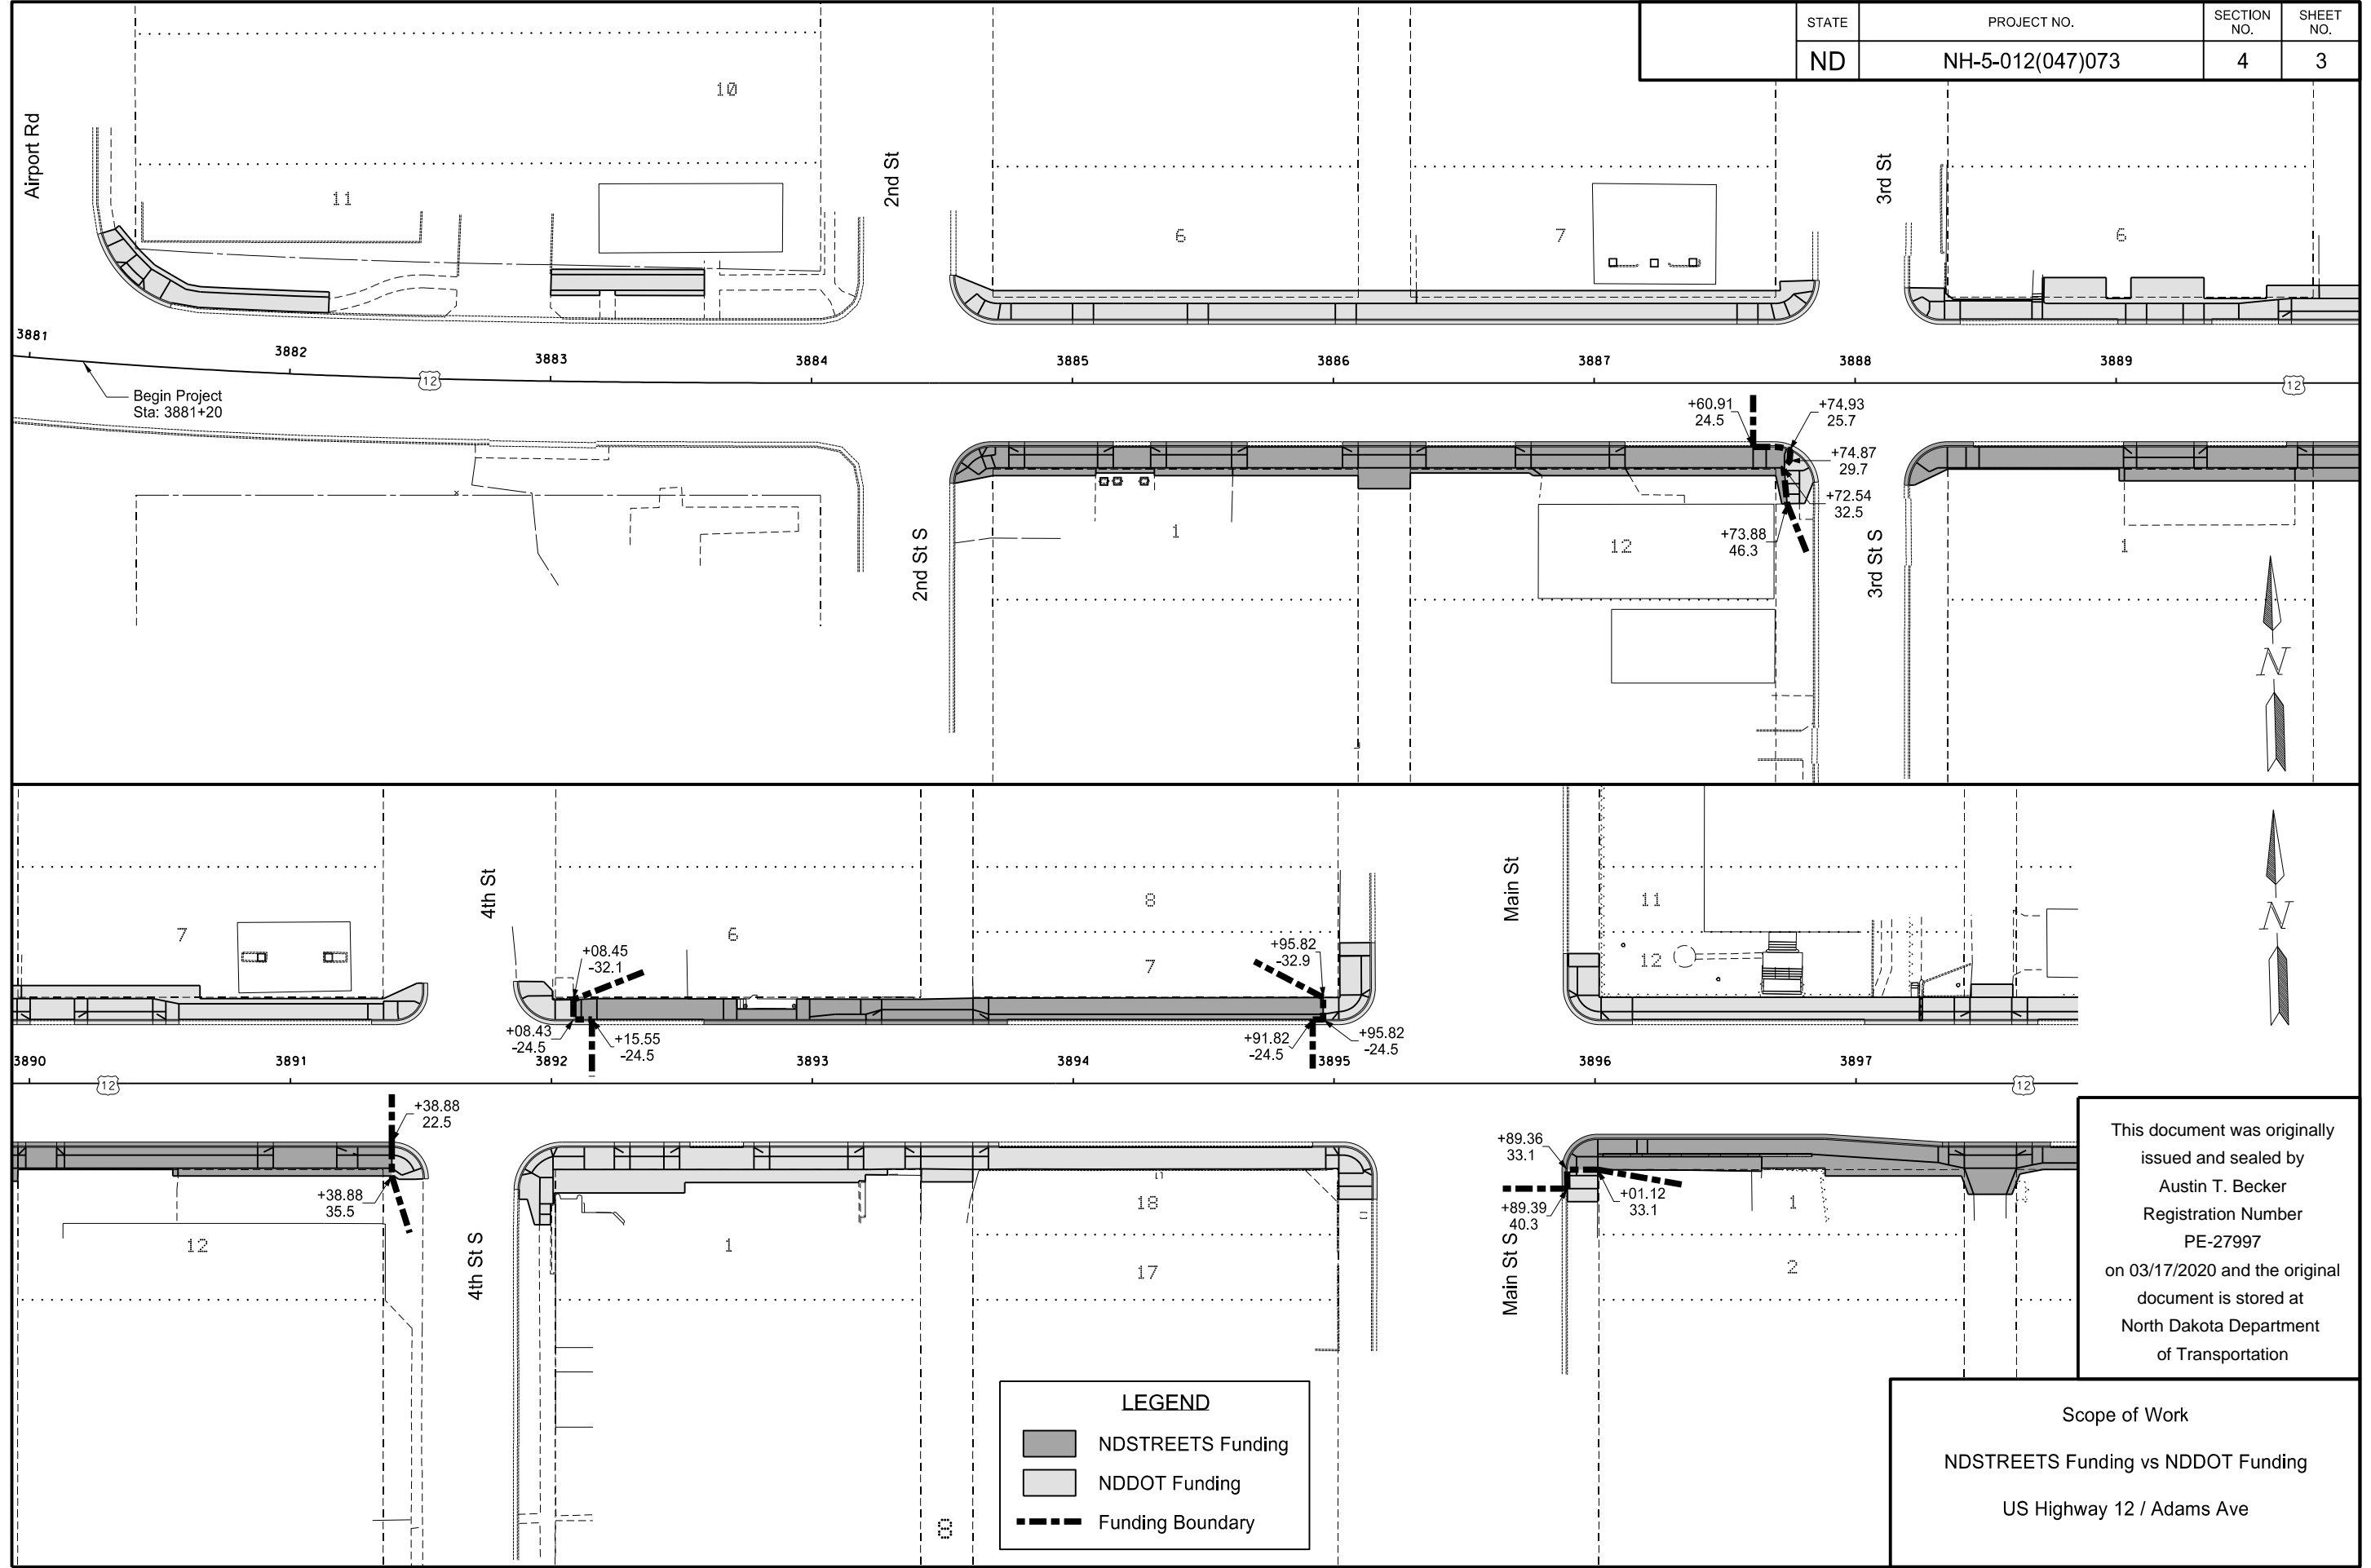 STATE
PROJECT NO.
SECTION NO.
SHEET NO.
ND
NH-5-012(047)073
4
3
Airport Rd
2nd St
3rd St
10
11
6
7
6
3881
3882
3883
3884
3885
3886
3887
3888
3889
12
12
Begin Project
Sta: 3881+20
+60.91
24.5
+74.93
25.7
+74.87
29.7
+72.54
32.5
+73.88
46.3
2nd St S
3rd St S
1
12
1
N
4th St
Main St
7
6
8
7
11
12
+08.45
-32.1
+95.82
-32.9
+08.43
-24.5
+15.55
-24.5
+91.82
-24.5
+95.82
-24.5
N
3890
3891
3892
3893
3894
3895
3896
3897
12
12
+38.88
22.5
+38.88
35.5
+89.36
33.1
+89.39
40.3
+01.12
33.1
4th St S
Main St S
12
1
18
17
8
1
2
LEGEND
NDSTREETS Funding
NDDOT Funding
Funding Boundary
This document was originally
issued and sealed by
Austin T. Becker
Registration Number
PE-27997
on 03/17/2020 and the original
document is stored at
North Dakota Department
of Transportation
Scope of Work
NDSTREETS Funding vs NDDOT Funding
US Highway 12 / Adams Ave